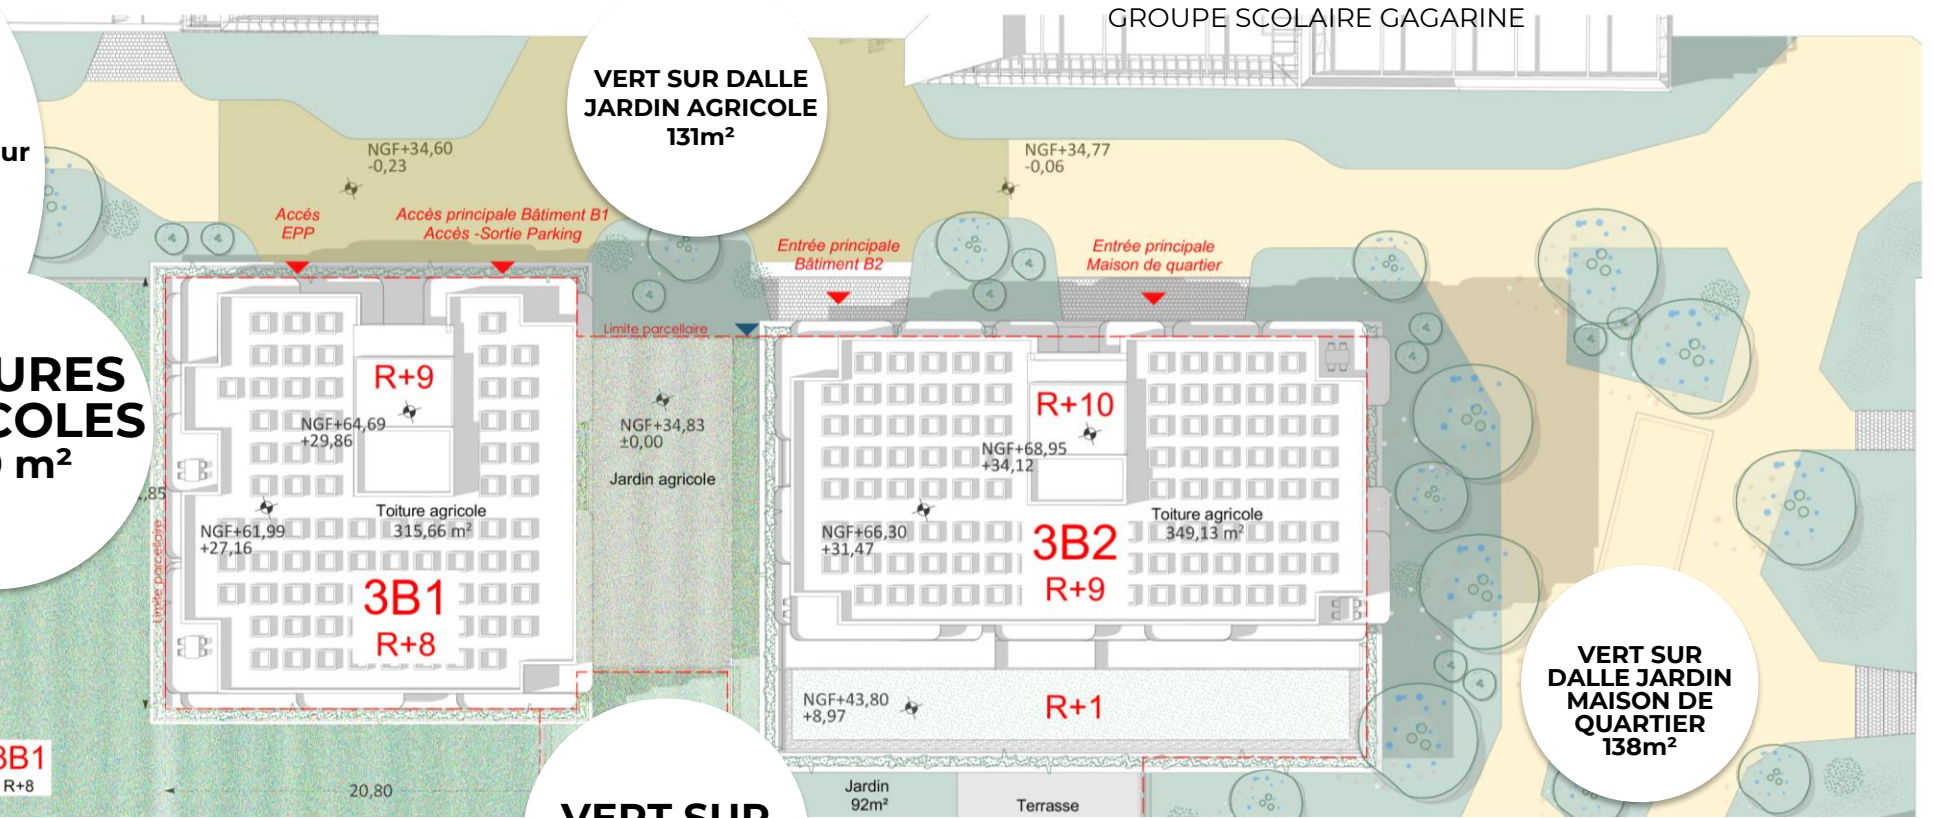 GROUPE SCOLAIRE GAGARINE
VERT SUR DALLE
JARDIN AGRICOLE
131m²
ur
NGF+34,60
-0,23
NGF+34,77
-0,06
Accés
EPP
Accès principale Bâtiment B1
Accès -Sortie Parking
Entrée principale
Bâtiment B2
Entrée principale
Maison de quartier
Limite parcellaire
URES
COLES
m²
,85
Limite parcellaire
R+9
NGF+64,69
+29,86
NGF+34,83
±0,00
Jardin agricole
R+10
NGF+68,95
+34,12
Toiture agricole
315,66 m²
NGF+61,99
+27,16
3B1
R+8
Toiture agricole
349,13 m²
NGF+66,30
+31,47
3B2
R+9
NGF+43,80
+8,97
R+1
VERT SUR
DALLE JARDIN
MAISON DE
QUARTIER
138m²
3B1
R+8
20,80
VERT SUR
Jardin
92m²
Terrasse